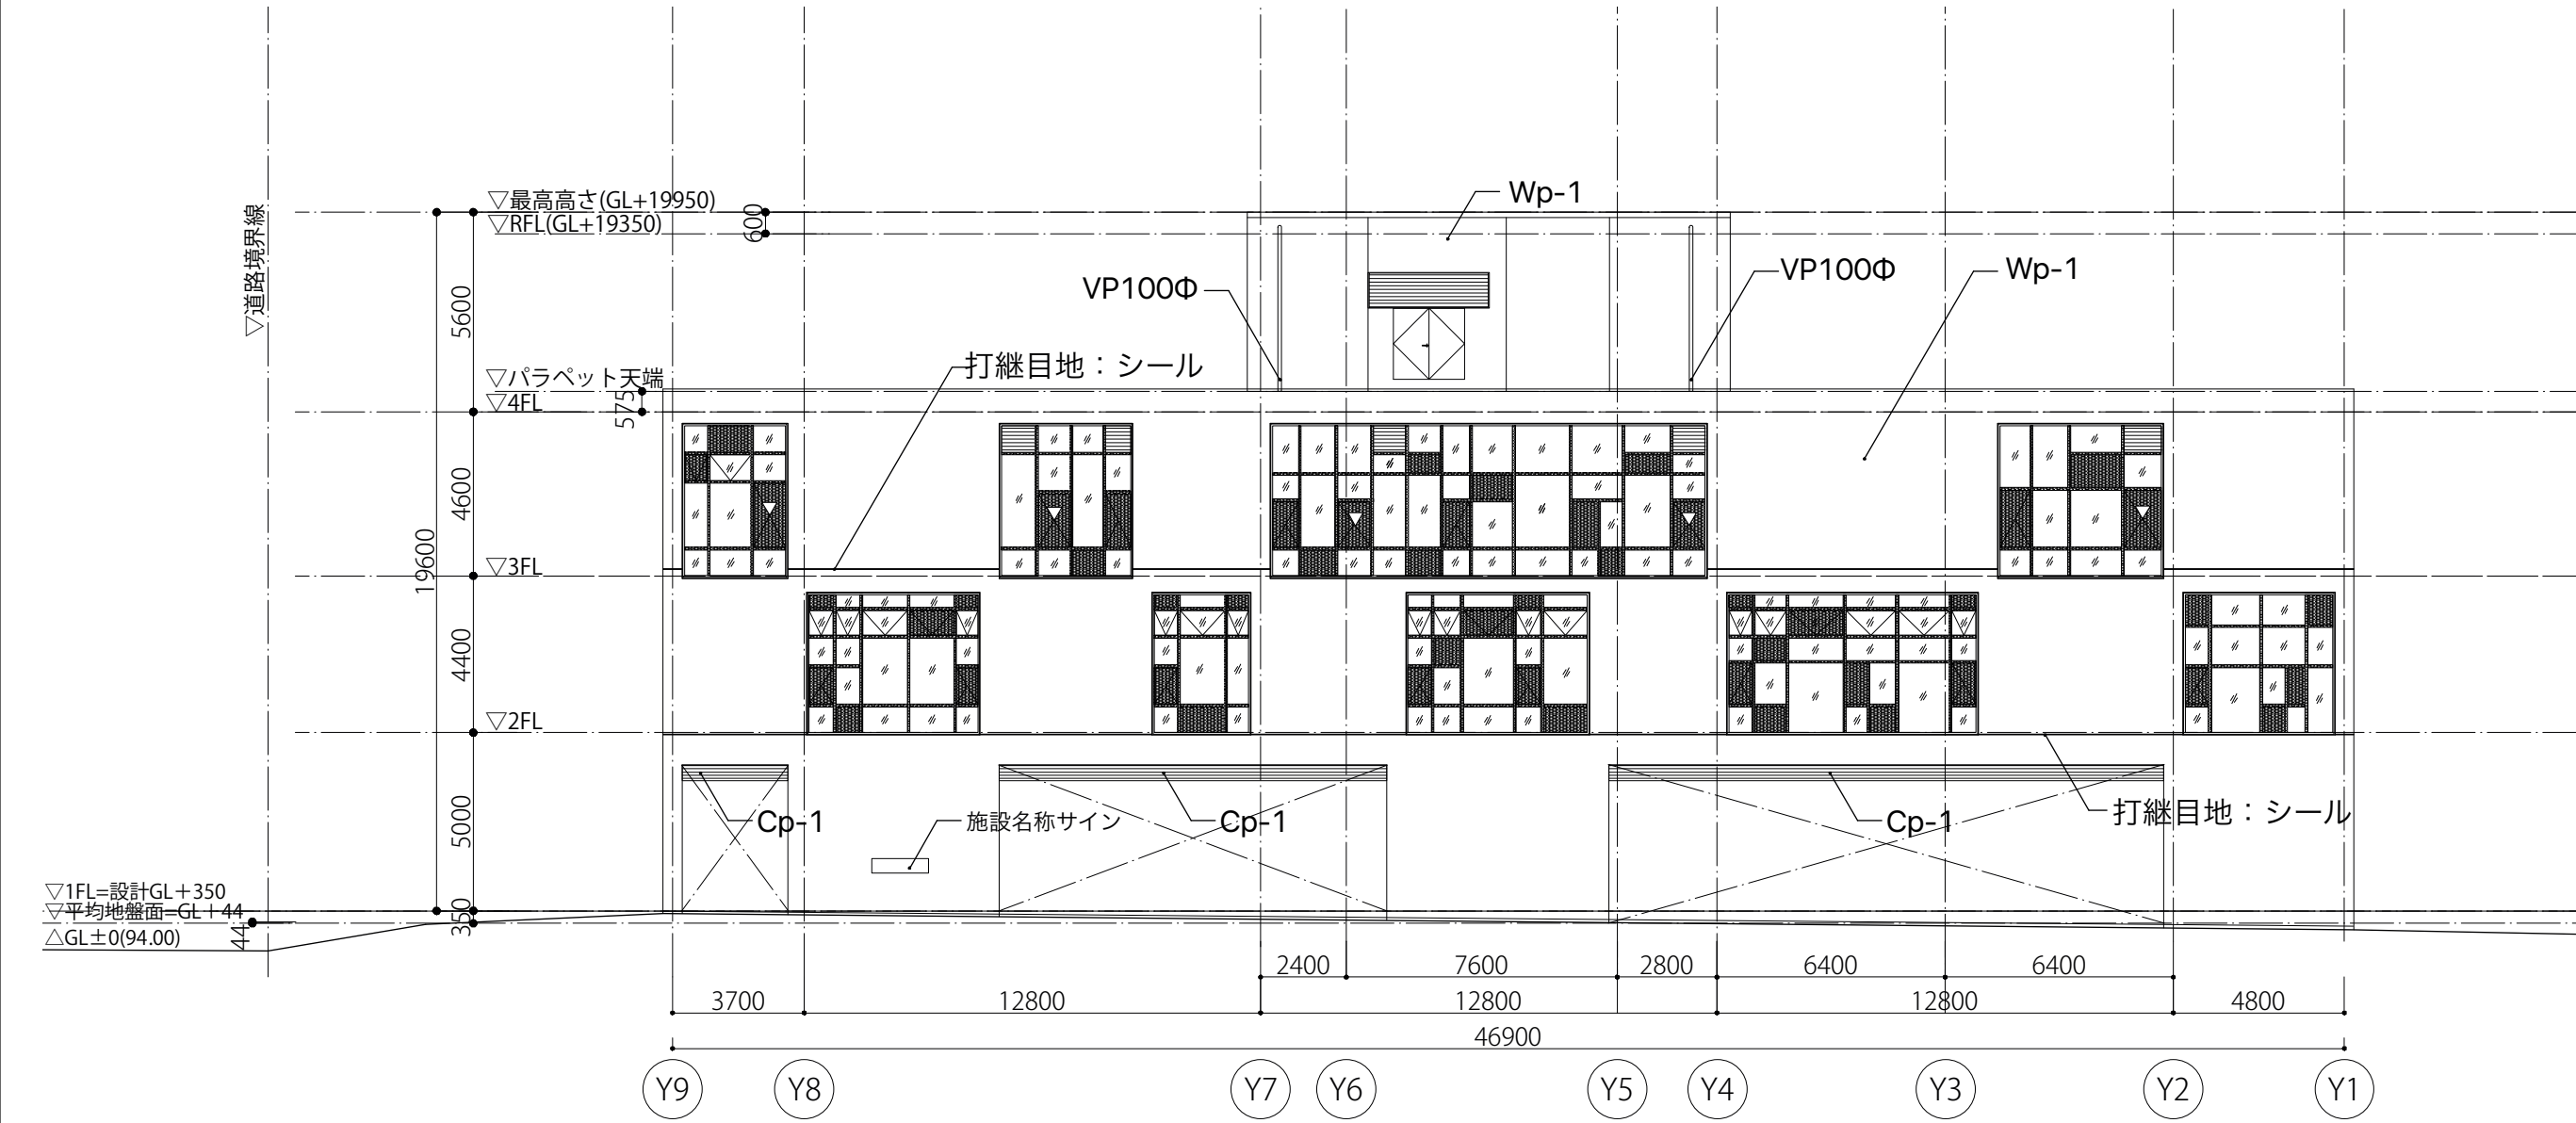 ▽道路境界線
▽最高高さ(GL+19950)
▽RFL(GL+19350)
600
Wp-1
VP100Φ
VP100Φ
Wp-1
5600
打継目地：シール
▽パラペット天端
▽4FL
575
4600
19600
▽3FL
4400
▽2FL
5000
Cp-1
施設名称サイン
Cp-1
Cp-1
打継目地：シール
▽1FL=設計GL＋350
▽平均地盤面=GL＋44
△GL±0(94.00)
44
350
2400 7600 2800 6400 6400
3700 12800 12800 12800 4800
46900
Y9 Y8 Y7 Y6 Y5 Y4 Y3 Y2 Y1